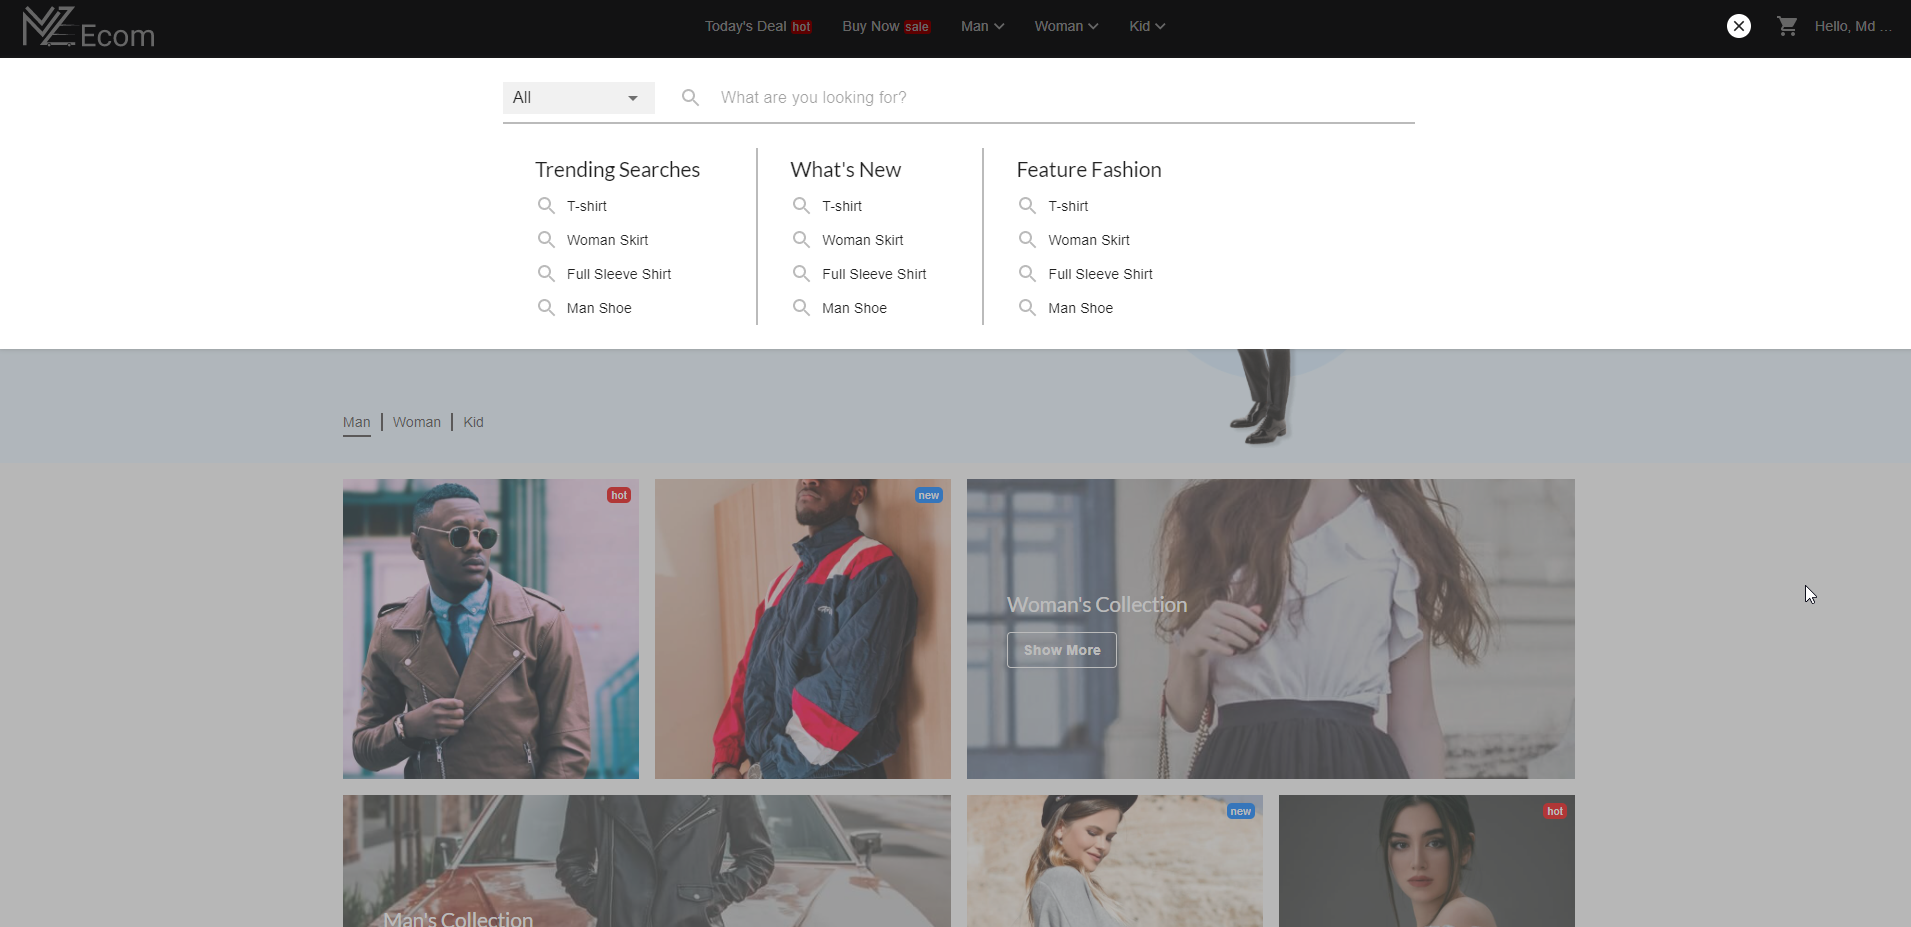 MZ Ecom
Today's Deal hot Buy Now sale Man Woman Kid Hello, Md ...
All What are you looking for?
Trending Searches What's New Feature Fashion
T-shirt T-shirt T-shirt
Woman Skirt Woman Skirt Woman Skirt
Full Sleeve Shirt Full Sleeve Shirt Full Sleeve Shirt
Man Shoe Man Shoe Man Shoe
Man Woman Kid
hot new
Woman's Collection
Show More
new hot
Man's Collection